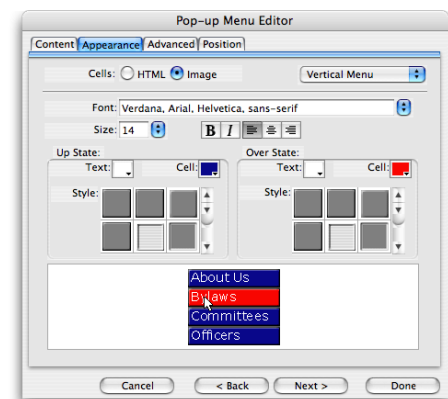 Pop-up Menu Editor
Content Appearance Advanced Position
Cells: HTML Image Vertical Menu
Font: Verdana, Arial, Helvetica, sans-serif
Size: 14 B I
Up State: Over State:
Text: Cell: Text: Cell:
Style: Style:
About Us
Bylaws
Committees
Officers
Cancel < Back Next > Done